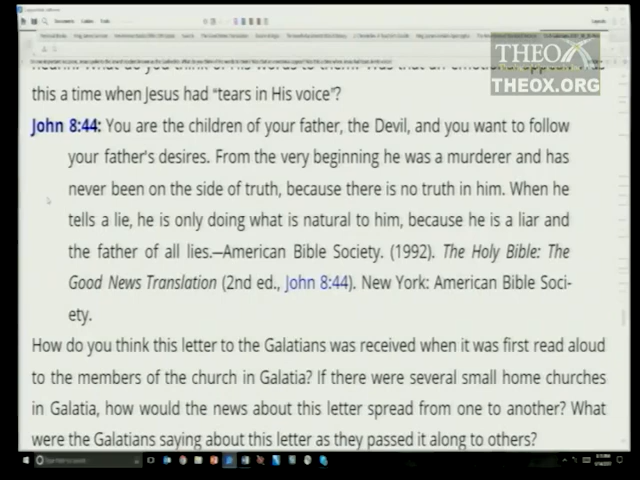 Documents
THEOX
THEOX.ORG
this a time when Jesus had “tears in His voice”?
John 8:44: You are the children of your father, the Devil, and you want to follow
your father's desires. From the very beginning he was a murderer and has
never been on the side of truth, because there is no truth in him. When he
tells a lie, he is only doing what is natural to him, because he is a liar and
the father of all lies.—American Bible Society. (1992). The Holy Bible: The
Good News Translation (2nd ed., John 8:44). New York: American Bible Soci-
ety.
How do you think this letter to the Galatians was received when it was first read aloud
to the members of the church in Galatia? If there were several small home churches
in Galatia, how would the news about this letter spread from one to another? What
were the Galatians saying about this letter as they passed it along to others?